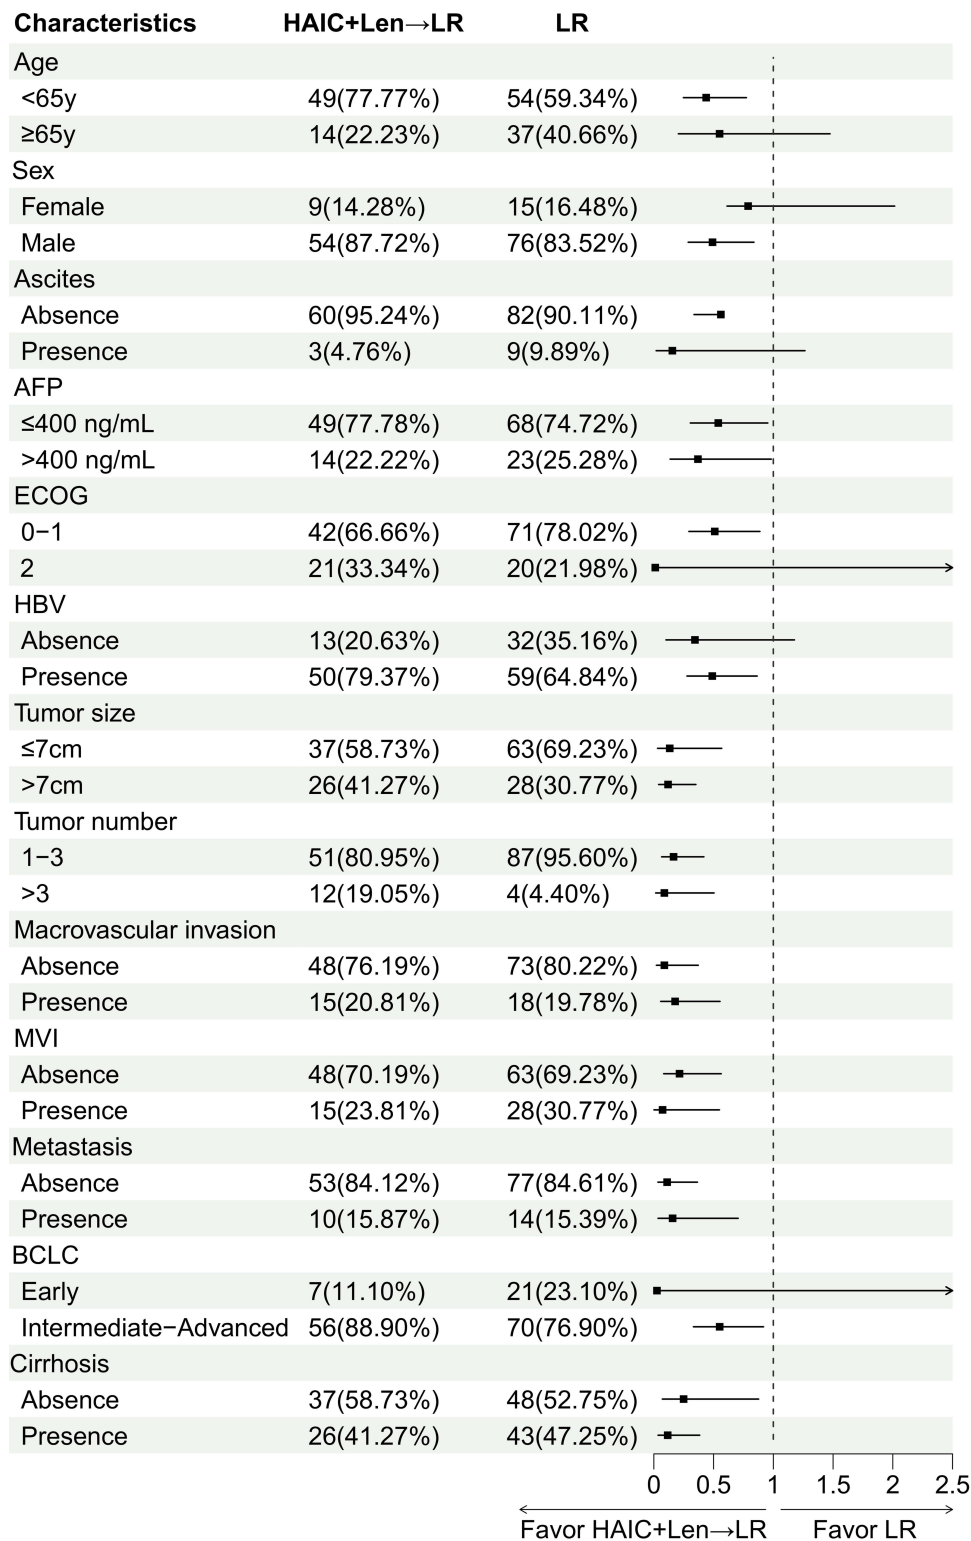 Characteristics HAIC+Len→LR LR
Age
<65y 49(77.77%) 54(59.34%)
≥65y 14(22.23%) 37(40.66%)
Sex
Female 9(14.28%) 15(16.48%)
Male 54(87.72%) 76(83.52%)
Ascites
Absence 60(95.24%) 82(90.11%)
Presence 3(4.76%) 9(9.89%)
AFP
≤400 ng/mL 49(77.78%) 68(74.72%)
>400 ng/mL 14(22.22%) 23(25.28%)
ECOG
0−1 42(66.66%) 71(78.02%)
2 21(33.34%) 20(21.98%)
HBV
Absence 13(20.63%) 32(35.16%)
Presence 50(79.37%) 59(64.84%)
Tumor size
≤7cm 37(58.73%) 63(69.23%)
>7cm 26(41.27%) 28(30.77%)
Tumor number
1−3 51(80.95%) 87(95.60%)
>3 12(19.05%) 4(4.40%)
Macrovascular invasion
Absence 48(76.19%) 73(80.22%)
Presence 15(20.81%) 18(19.78%)
MVI
Absence 48(70.19%) 63(69.23%)
Presence 15(23.81%) 28(30.77%)
Metastasis
Absence 53(84.12%) 77(84.61%)
Presence 10(15.87%) 14(15.39%)
BCLC
Early 7(11.10%) 21(23.10%)
Intermediate−Advanced 56(88.90%) 70(76.90%)
Cirrhosis
Absence 37(58.73%) 48(52.75%)
Presence 26(41.27%) 43(47.25%)
0 0.5 1 1.5 2 2.5
Favor HAIC+Len→LR Favor LR